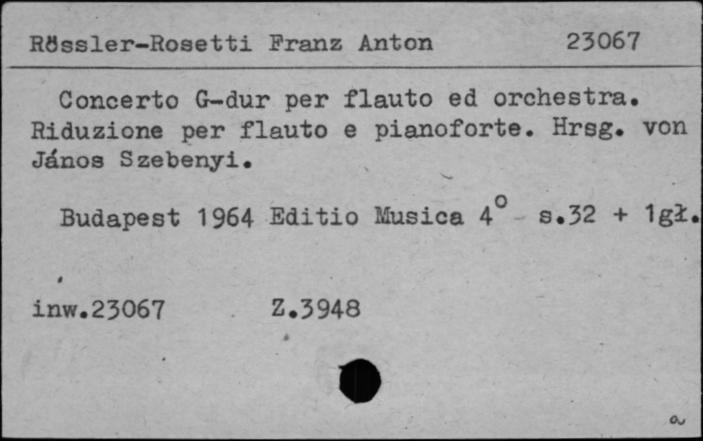 Rössler-Rosetti Franz Anton 23067
Concerto G-dur per flauto ed orchestra.
Riduzione per flauto e pianoforte. Hrsg. von
János Szebenyi.
Budapest 1964 Editio Musica 4° s.32 + 1gł.
inw.23067 Z.3948
a